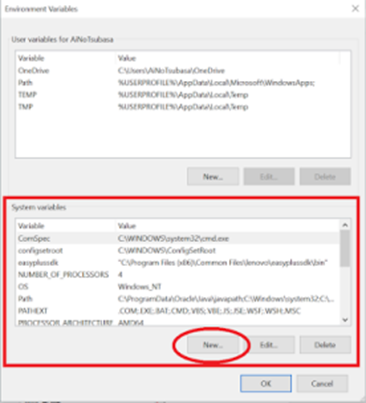 Environment Variables
User variables for AiNoTsubasa
Variable Value
OneDrive C:\Users\AiNoTsubasa\OneDrive
Path %USERPROFILE%\AppData\Local\Microsoft\WindowsApps;
TEMP %USERPROFILE%\AppData\Local\Temp
TMP %USERPROFILE%\AppData\Local\Temp
New... Edit... Delete
System variables
Variable Value
ComSpec C:\WINDOWS\system32\cmd.exe
configsetroot C:\WINDOWS\ConfigSetRoot
easyplussdk "C:\Program Files (x86)\Common Files\lenovo\easyplussdk\bin"
NUMBER_OF_PROCESSORS 4
OS Windows_NT
Path C:\ProgramData\Oracle\Java\javapath;C:\Windows\system32;C:\...
PATHEXT .COM;.EXE;.BAT;.CMD;.VBS;.VBE;.JS;.JSE;.WSF;.WSH;.MSC
PROCESSOR_ARCHITECTURE AMD64
New... Edit... Delete
OK Cancel